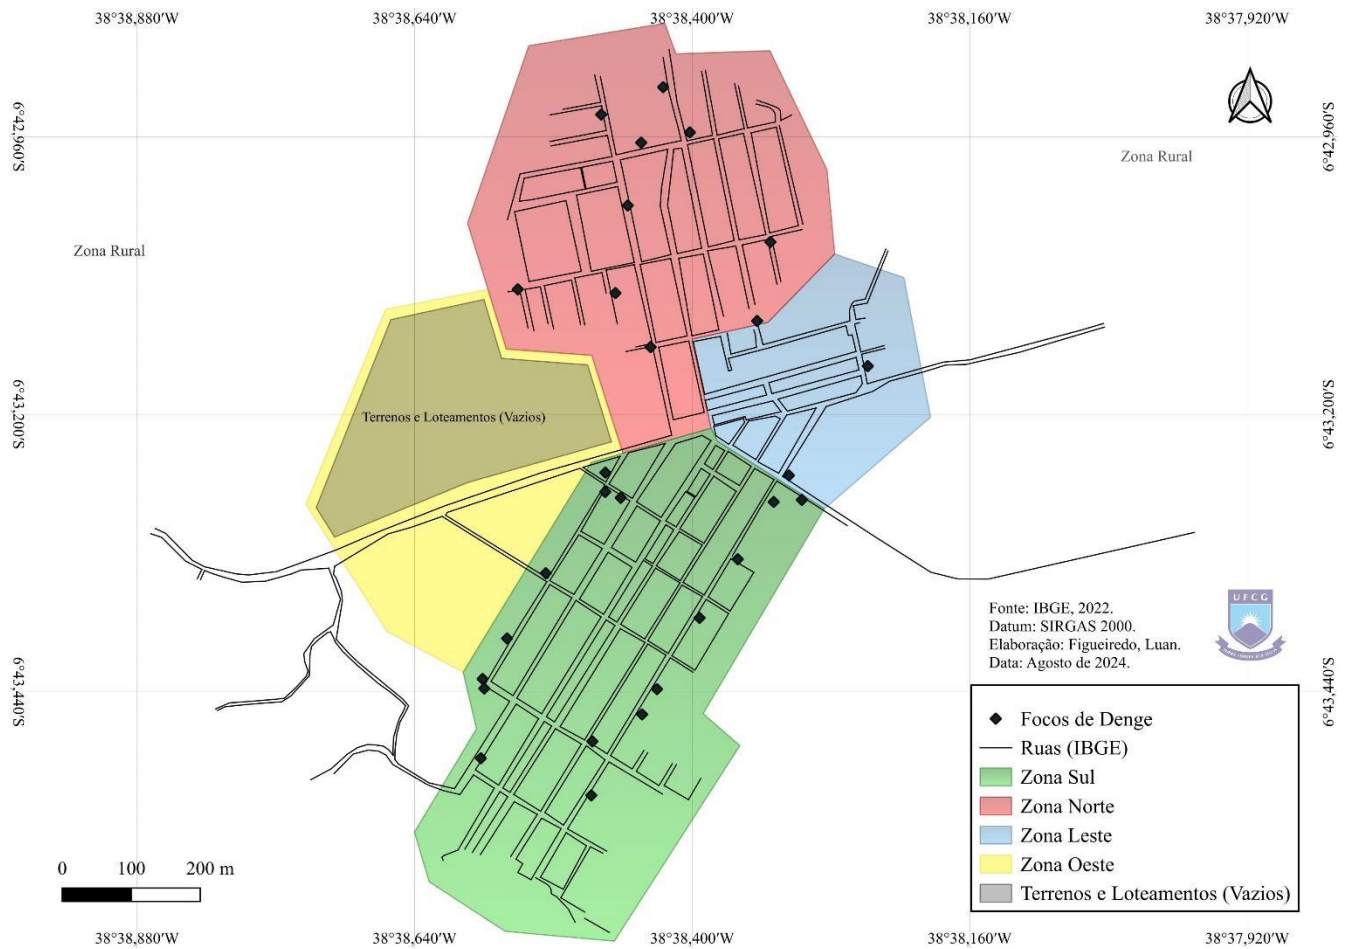 38°38,880'W 38°38,640'W 38°38,400'W 38°38,160'W 38°37,920'W
6°42,960'S
6°42,960'S
Zona Rural
Zona Rural
6°43,200'S
Terrenos e Loteamentos (Vazios)
6°43,200'S
Fonte: IBGE, 2022.
Datum: SIRGAS 2000.
Elaboração: Figueiredo, Luan.
Data: Agosto de 2024.
UFCG
6°43,440'S
6°43,440'S
Focos de Denge
Ruas (IBGE)
Zona Sul
Zona Norte
Zona Leste
Zona Oeste
Terrenos e Loteamentos (Vazios)
0 100 200 m
38°38,880'W 38°38,640'W 38°38,400'W 38°38,160'W 38°37,920'W